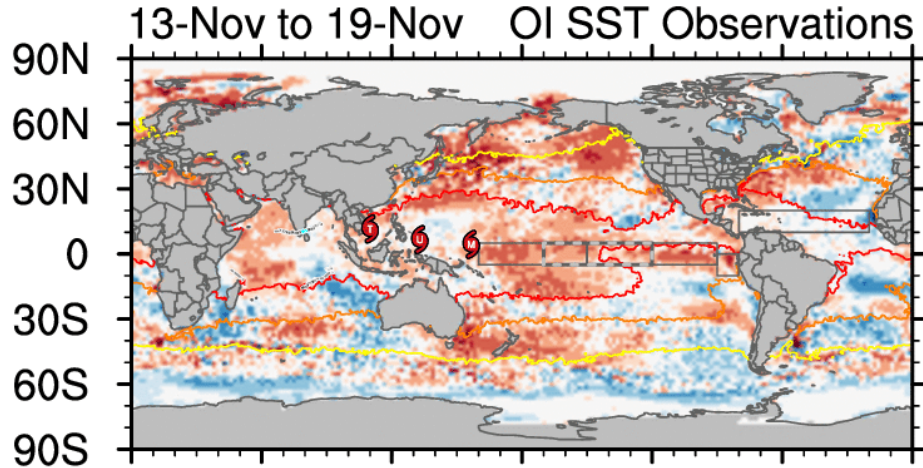 13-Nov to 19-Nov OI SST Observations
90N
60N
30N
0
30S
60S
90S
T
U
M